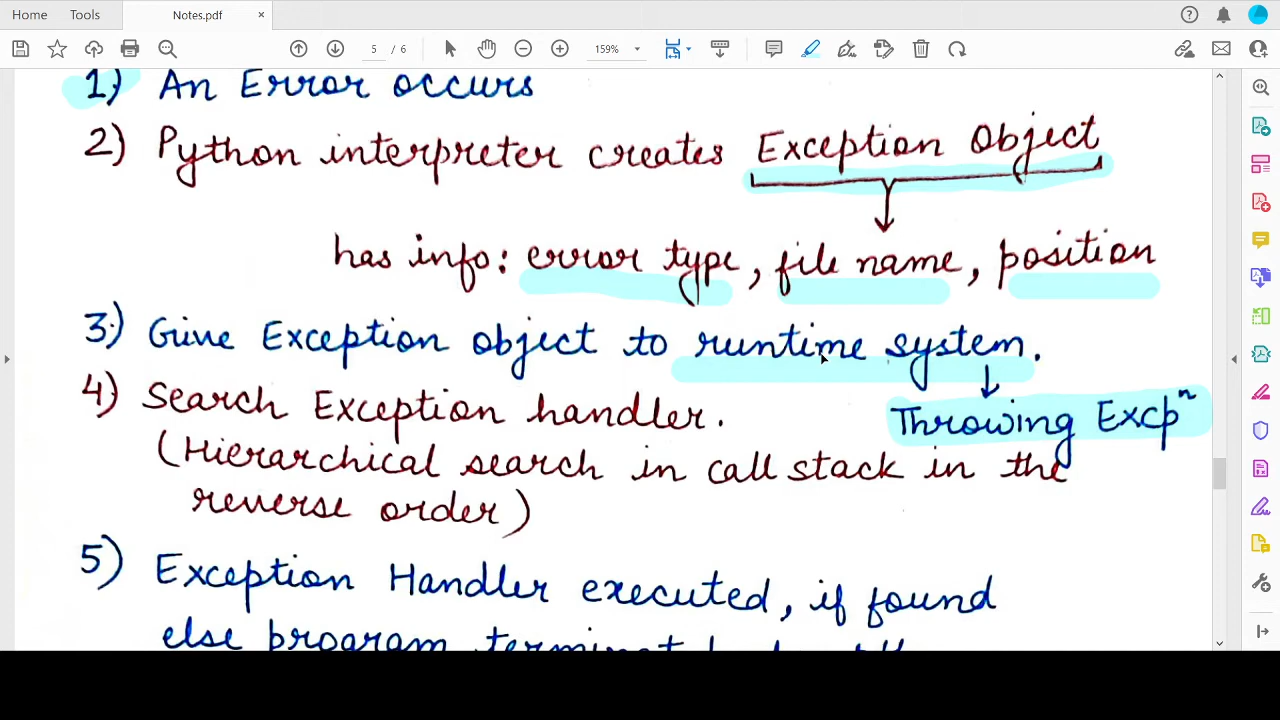 Home Tools Notes.pdf ×
5 / 6 159%
1) An Error occurs
2) Python interpreter creates Exception Object
has info: error type, file name, position
3) Give Exception object to runtime system.
4) Search Exception handler.
Throwing Excpⁿ
(Hierarchical search in call stack in the
reverse order)
5) Exception Handler executed, if found
else program